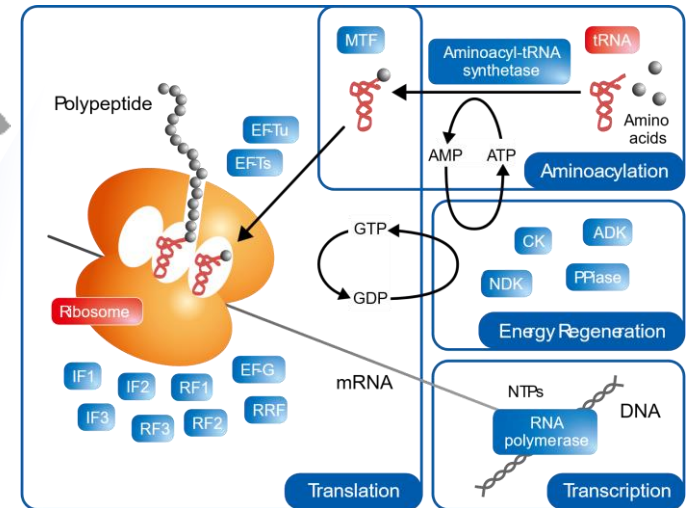 MTF
Aminoacyl-tRNA
synthetase
tRNA
Polypeptide
Amino
acids
EF-Tu
EF-Ts
AMP
ATP
Aminoacylation
GTP
GDP
CK
ADK
NDK
PPiase
Energy Regeneration
Ribosome
IF1
IF2
RF1
EF-G
IF3
RF3
RF2
RRF
mRNA
NTPs
DNA
RNA
polymerase
Translation
Transcription